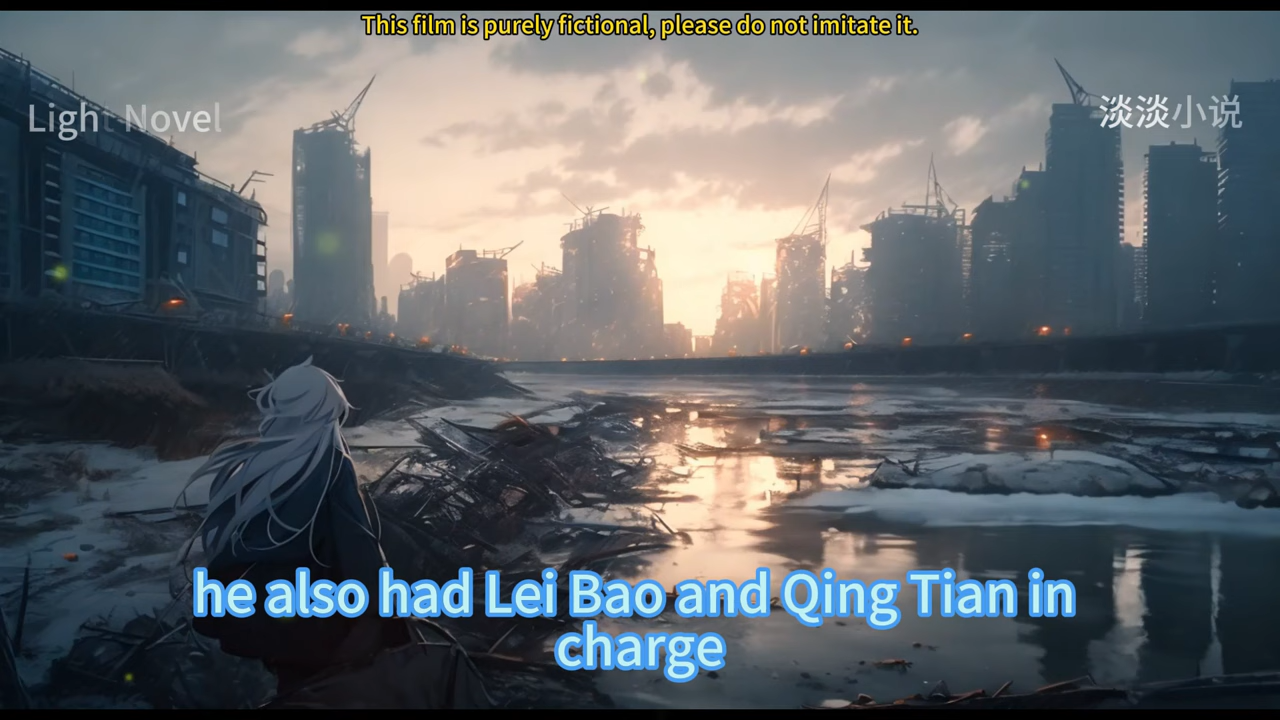 This film is purely fictional, please do not imitate it.
Light Novel
淡淡小说
he also had Lei Bao and Qing Tian in
charge